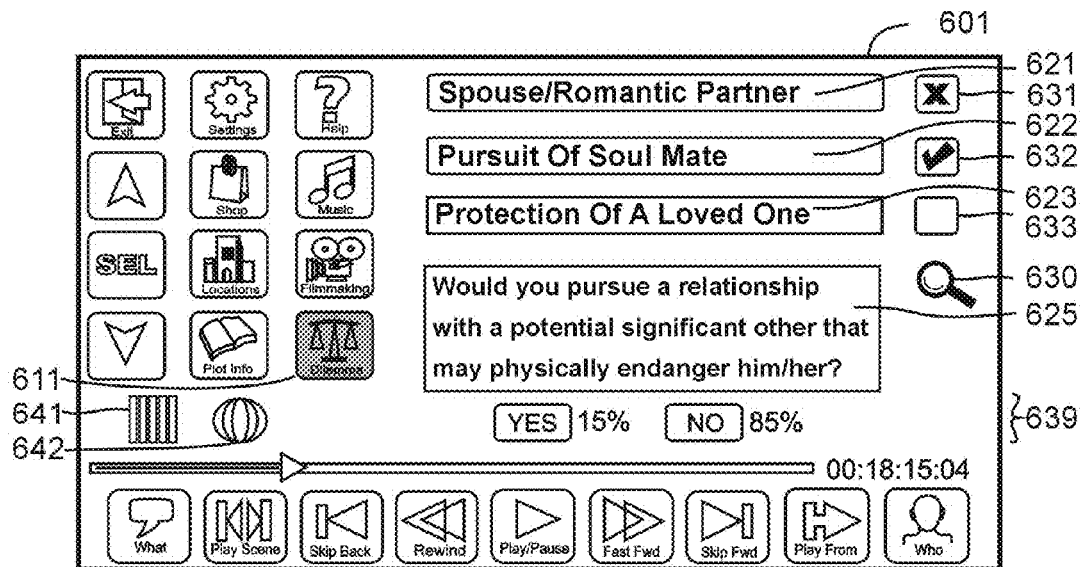 601
Exit
Settings
Help
Spouse/Romantic Partner
621
631
Shop
Music
Pursuit Of Soul Mate
622
632
SEL
Locations
Filmmaking
Protection Of A Loved One
623
633
Plot Info
Dilemma
Would you pursue a relationship
with a potential significant other that
may physically endanger him/her?
630
625
611
641
642
YES 15% NO 85%
639
00:18:15:04
What
Play Scene
Skip Back
Rewind
Play/Pause
Fast Fwd
Skip Fwd
Play From
Who